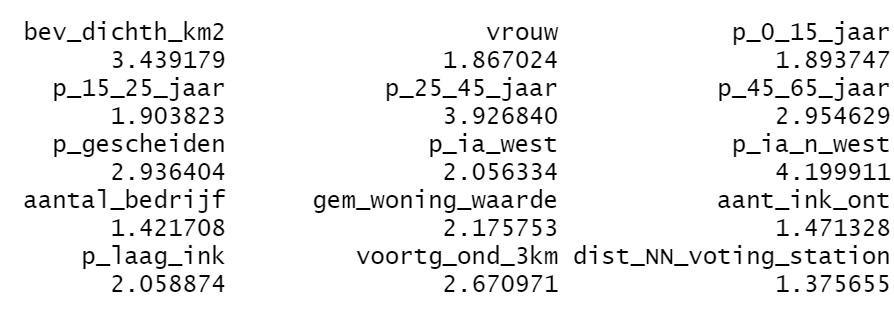 bev_dichth_km2 vrouw p_0_15_jaar
3.439179 1.867024 1.893747
p_15_25_jaar p_25_45_jaar p_45_65_jaar
1.903823 3.926840 2.954629
p_gescheiden p_ia_west p_ia_n_west
2.936404 2.056334 4.199911
aantal_bedrijf gem_woning_waarde aant_ink_ont
1.421708 2.175753 1.471328
p_laag_ink voortg_ond_3km dist_NN_voting_station
2.058874 2.670971 1.375655